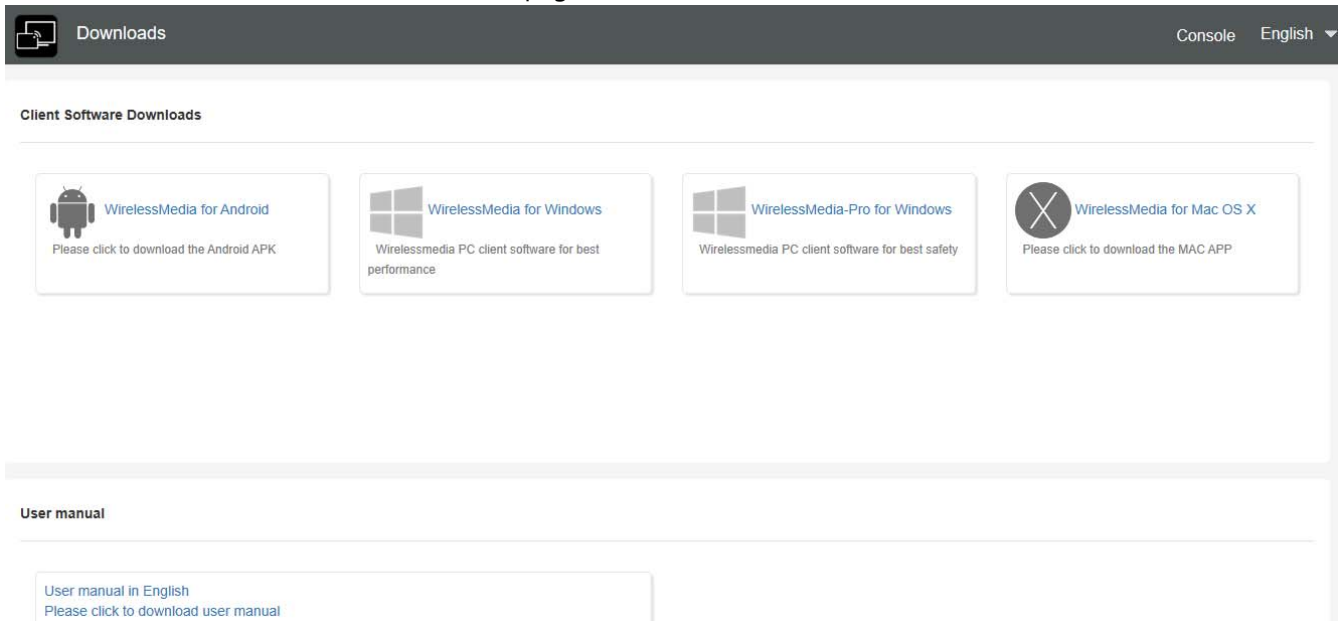 Downloads
Console English
Client Software Downloads
WirelessMedia for Android
Please click to download the Android APK
WirelessMedia for Windows
Wirelessmedia PC client software for best
performance
WirelessMedia-Pro for Windows
Wirelessmedia PC client software for best safety
WirelessMedia for Mac OS X
Please click to download the MAC APP
User manual
User manual in English
Please click to download user manual